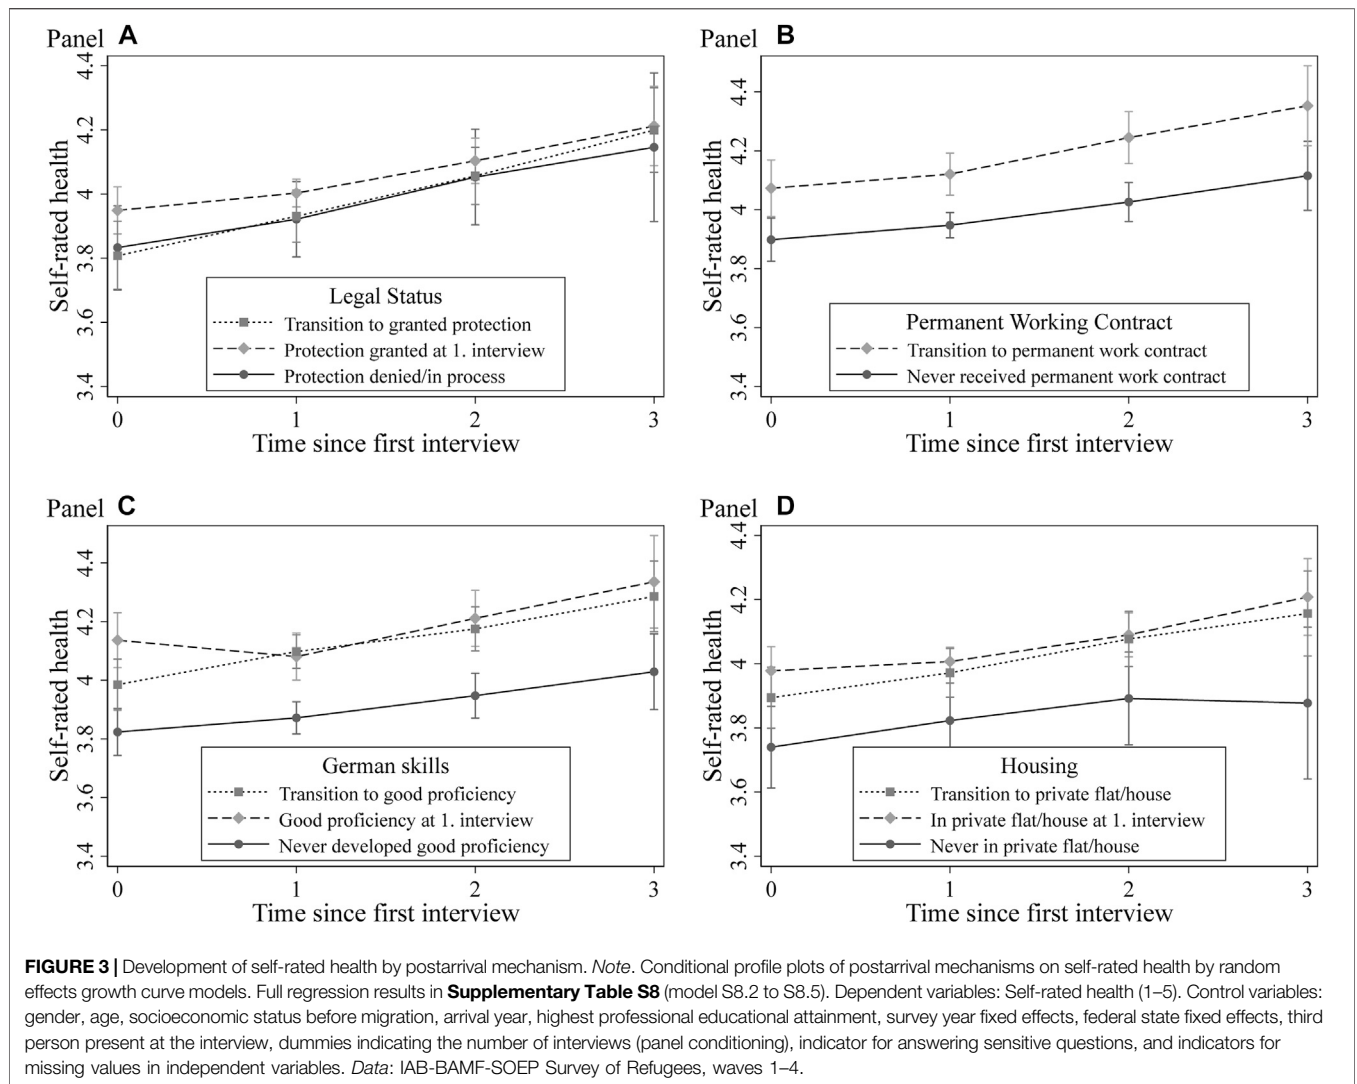 Panel A
Self-rated health
4.4
4.2
4
3.8
3.6
3.4
Legal Status
Transition to granted protection
Protection granted at 1. interview
Protection denied/in process
0 1 2 3
Time since first interview
Panel B
Self-rated health
4.4
4.2
4
3.8
3.6
3.4
Permanent Working Contract
Transition to permanent work contract
Never received permanent work contract
0 1 2 3
Time since first interview
Panel C
Self-rated health
4.4
4.2
4
3.8
3.6
3.4
German skills
Transition to good proficiency
Good proficiency at 1. interview
Never developed good proficiency
0 1 2 3
Time since first interview
Panel D
Self-rated health
4.4
4.2
4
3.8
3.6
3.4
Housing
Transition to private flat/house
In private flat/house at 1. interview
Never in private flat/house
0 1 2 3
Time since first interview
FIGURE 3 | Development of self-rated health by postarrival mechanism. Note. Conditional profile plots of postarrival mechanisms on self-rated health by random
effects growth curve models. Full regression results in Supplementary Table S8 (model S8.2 to S8.5). Dependent variables: Self-rated health (1–5). Control variables:
gender, age, socioeconomic status before migration, arrival year, highest professional educational attainment, survey year fixed effects, federal state fixed effects, third
person present at the interview, dummies indicating the number of interviews (panel conditioning), indicator for answering sensitive questions, and indicators for
missing values in independent variables. Data: IAB-BAMF-SOEP Survey of Refugees, waves 1–4.